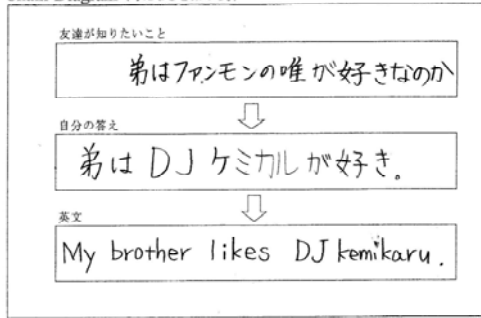 友達が知りたいこと
弟はファンモンの唯が好きなのか
自分の答え
弟はDJケミカルが好き。
英文
My brother likes DJ kemikaru.